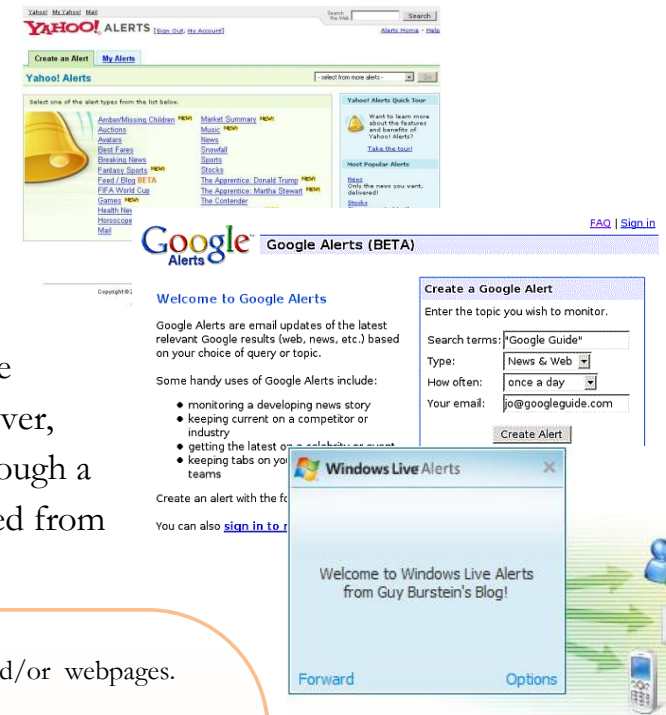 Yahoo! My Yahoo! Mail
Search the Web Search
YAHOO! ALERTS [Sign Out, My Account]
Alerts Home - Help
Create an Alert My Alerts
Yahoo! Alerts
- select from more alerts - Go
Select one of the alert types from the list below.
Amber/Missing Children NEW!
Auctions
Avatars
Best Fares
Breaking News
Fantasy Sports NEW!
Feed / Blog BETA
FIFA World Cup
Games NEW!
Health New
Horoscope
Mail
Market Summary NEW!
Music NEW!
News
Snowfall
Sports
Stocks
The Apprentice: Donald Trump NEW!
The Apprentice: Martha Stewart NEW!
The Contender
Yahoo! Alerts Quick Tour
Want to learn more
about the features
and benefits of
Yahoo! Alerts?
Take the tour!
Most Popular Alerts
News
Only the news you want,
delivered!
Stocks
Copyright © 2
FAQ | Sign in
Google Alerts
Google Alerts (BETA)
Welcome to Google Alerts
Google Alerts are email updates of the latest
relevant Google results (web, news, etc.) based
on your choice of query or topic.
Some handy uses of Google Alerts include:
monitoring a developing news story
keeping current on a competitor or
industry
getting the latest on a celebrity or event
keeping tabs on you
teams
Create an alert with the fo
You can also sign in to
Create a Google Alert
Enter the topic you wish to monitor.
Search terms: "Google Guide"
Type: News & Web
How often: once a day
Your email: jo@googleguide.com
Create Alert
e
ver,
ough a
ed from
Windows Live Alerts
Welcome to Windows Live Alerts
from Guy Burstein's Blog!
Forward Options
d/or webpages.